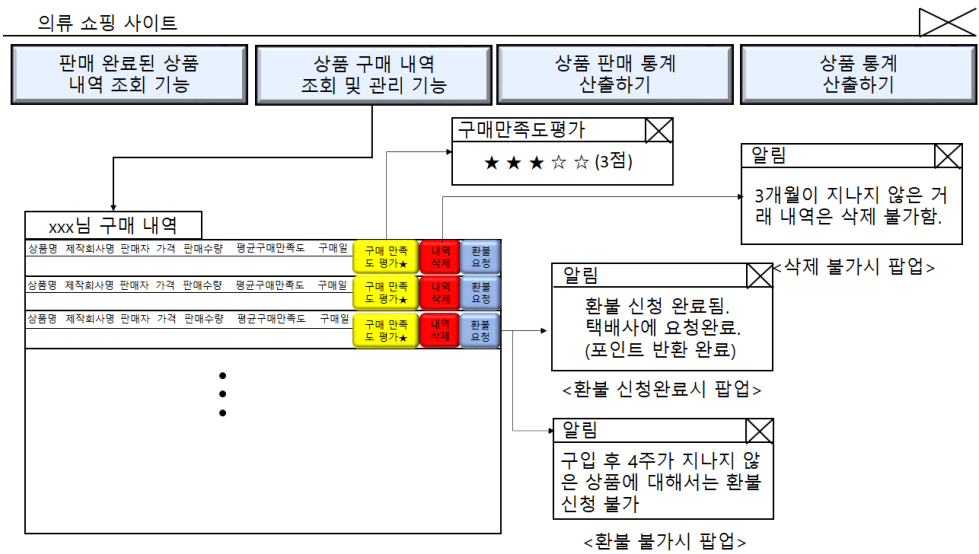 의류 쇼핑 사이트
판매 완료된 상품
내역 조회 기능
상품 구매 내역
조회 및 관리 기능
상품 판매 통계
산출하기
상품 통계
산출하기
구매만족도평가
★ ★ ★ ☆ ☆ (3점)
알림
3개월이 지나지 않은 거
래 내역은 삭제 불가함.
<삭제 불가시 팝업>
xxx님 구매 내역
상품명 제작회사명 판매자 가격 판매수량 평균구매만족도 구매일
구매 만족
도 평가★
내역
삭제
환불
요청
상품명 제작회사명 판매자 가격 판매수량 평균구매만족도 구매일
구매 만족
도 평가★
내역
삭제
환불
요청
상품명 제작회사명 판매자 가격 판매수량 평균구매만족도 구매일
구매 만족
도 평가★
내역
삭제
환불
요청
알림
환불 신청 완료됨.
택배사에 요청완료.
(포인트 반환 완료)
<환불 신청완료시 팝업>
알림
구입 후 4주가 지나지 않
은 상품에 대해서는 환불
신청 불가
<환불 불가시 팝업>